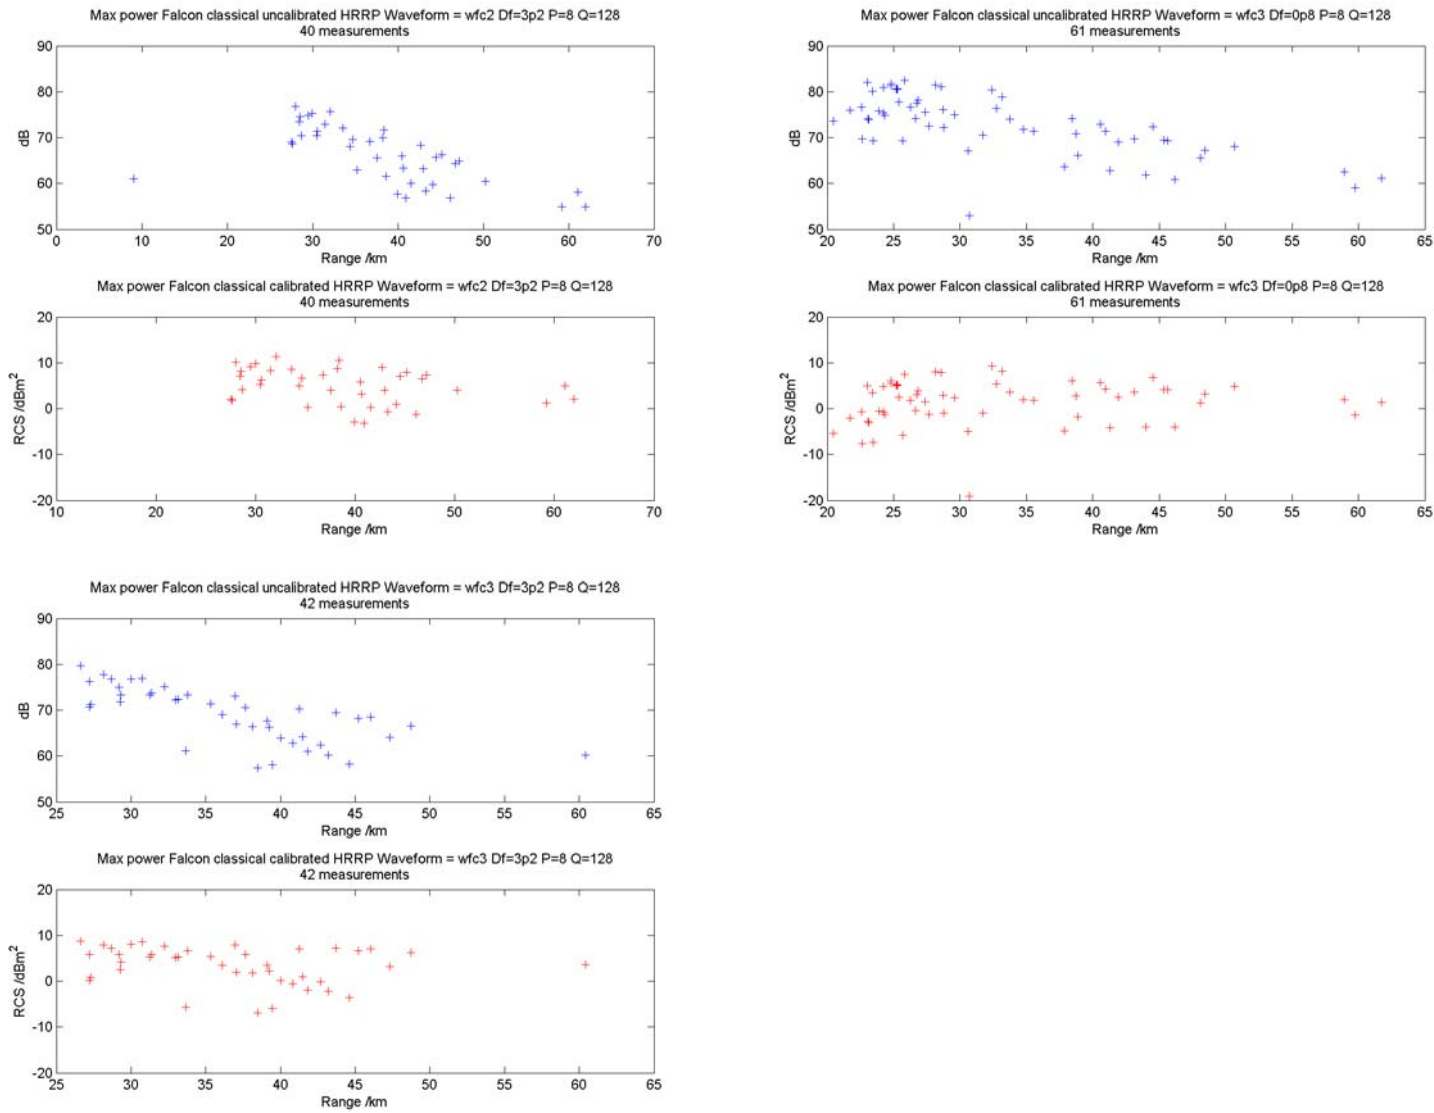 Max power Falcon classical uncalibrated HRRP Waveform = wfc2 Df=3p2 P=8 Q=128
40 measurements
90
80
70
60
50
dB
0 10 20 30 40 50 60 70
Range /km
Max power Falcon classical calibrated HRRP Waveform = wfc2 Df=3p2 P=8 Q=128
40 measurements
20
10
0
-10
-20
RCS /dBm2
10 20 30 40 50 60 70
Range /km
Max power Falcon classical uncalibrated HRRP Waveform = wfc3 Df=0p8 P=8 Q=128
61 measurements
90
80
70
60
50
dB
20 25 30 35 40 45 50 55 60 65
Range /km
Max power Falcon classical calibrated HRRP Waveform = wfc3 Df=0p8 P=8 Q=128
61 measurements
20
10
0
-10
-20
RCS /dBm2
20 25 30 35 40 45 50 55 60 65
Range /km
Max power Falcon classical uncalibrated HRRP Waveform = wfc3 Df=3p2 P=8 Q=128
42 measurements
90
80
70
60
50
dB
25 30 35 40 45 50 55 60 65
Range /km
Max power Falcon classical calibrated HRRP Waveform = wfc3 Df=3p2 P=8 Q=128
42 measurements
20
10
0
-10
-20
RCS /dBm2
25 30 35 40 45 50 55 60 65
Range /km